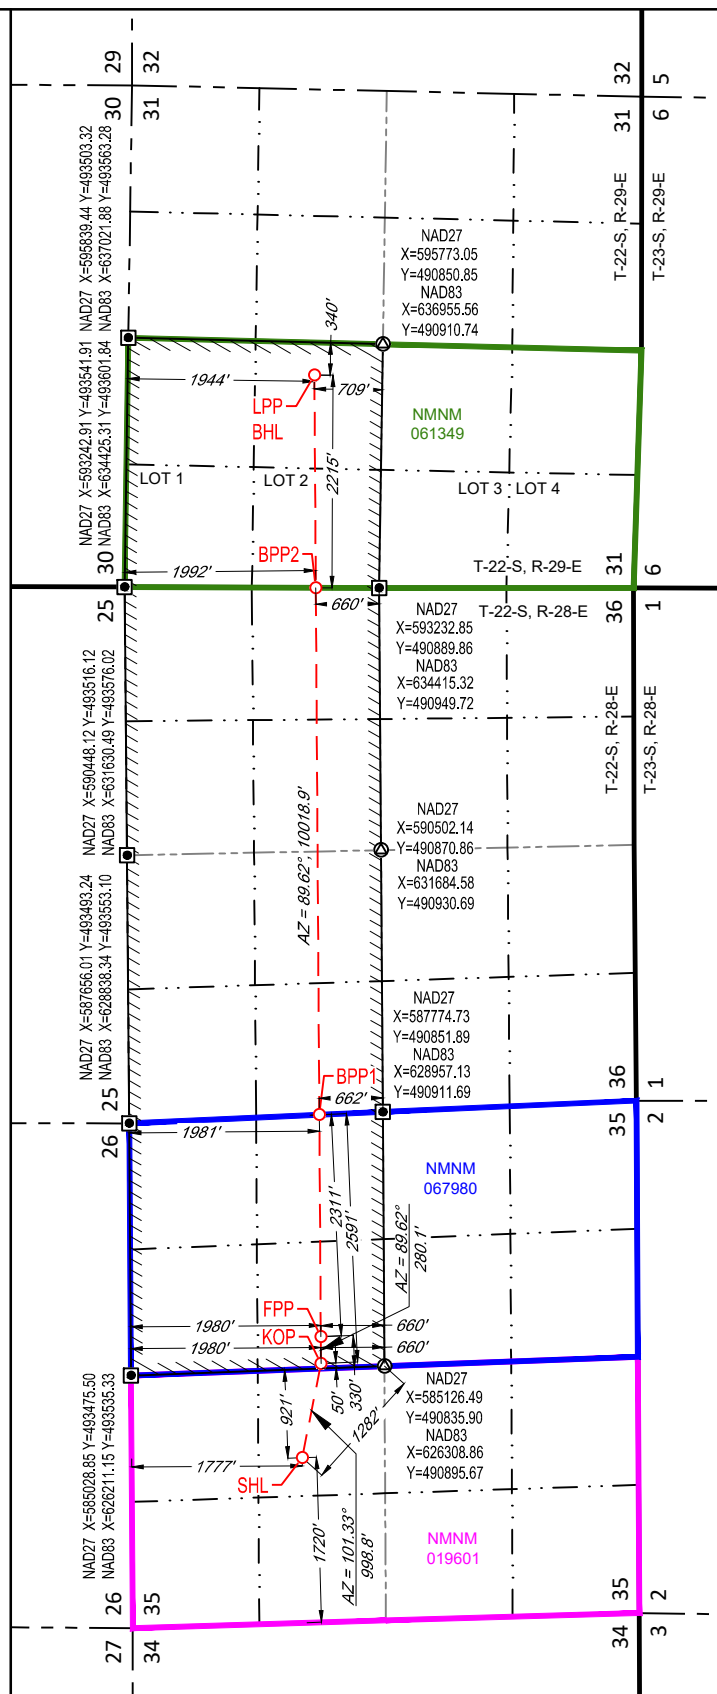 29
32
30
31
32
5
31
6
T-22-S, R-29-E
T-23-S, R-29-E
NAD27 X=595839.44 Y=493503.32
NAD83 X=637021.88 Y=493563.28
NAD27
X=595773.05
Y=490850.85
NAD83
X=636955.56
Y=490910.74
340'
1944'
709'
LPP
BHL
NMNM
061349
2215'
LOT 1
LOT 2
LOT 3
LOT 4
NAD27 X=593242.91 Y=493541.91
NAD83 X=634425.31 Y=493601.84
30
25
1992'
BPP2
T-22-S, R-29-E
31
6
660'
T-22-S, R-28-E
36
1
NAD27
X=593232.85
Y=490889.86
NAD83
X=634415.32
Y=490949.72
T-22-S, R-28-E
T-23-S, R-28-E
NAD27 X=590448.12 Y=493516.12
NAD83 X=631630.49 Y=493576.02
AZ = 89.62°, 10018.9'
NAD27
X=590502.14
Y=490870.86
NAD83
X=631684.58
Y=490930.69
NAD27 X=587656.01 Y=493493.24
NAD83 X=628838.34 Y=493553.10
NAD27
X=587774.73
Y=490851.89
NAD83
X=628957.13
Y=490911.69
25
26
BPP1
662'
36
1
35
2
1981'
NMNM
067980
2311'
2591'
AZ = 89.62°
280.1'
FPP
1980'
660'
KOP
1980'
660'
50'
330'
NAD27 X=585028.85 Y=493475.50
NAD83 X=626211.15 Y=493535.33
921'
1282'
NAD27
X=585126.49
Y=490835.90
NAD83
X=626308.86
Y=490895.67
1777'
SHL
1720'
AZ = 101.33°
998.8'
NMNM
019601
26
35
27
34
35
2
34
3